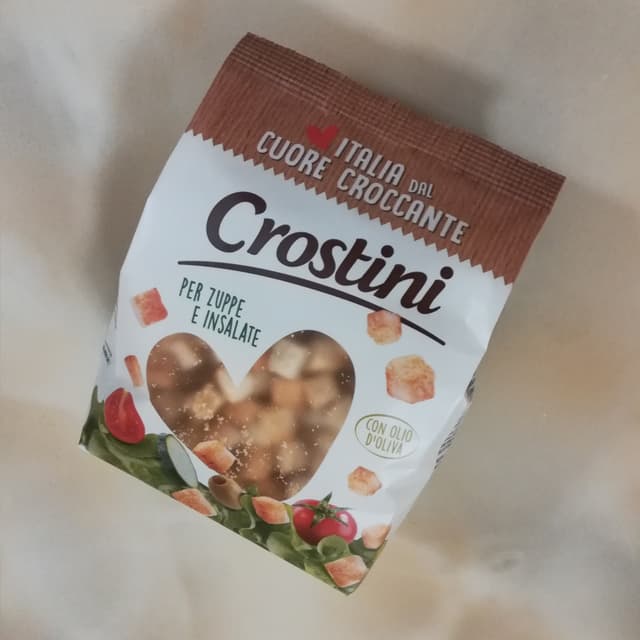 ITALIA DAL
CUORE CROCCANTE
Crostini
PER ZUPPE
E INSALATE
CON OLIO
D'OLIVA